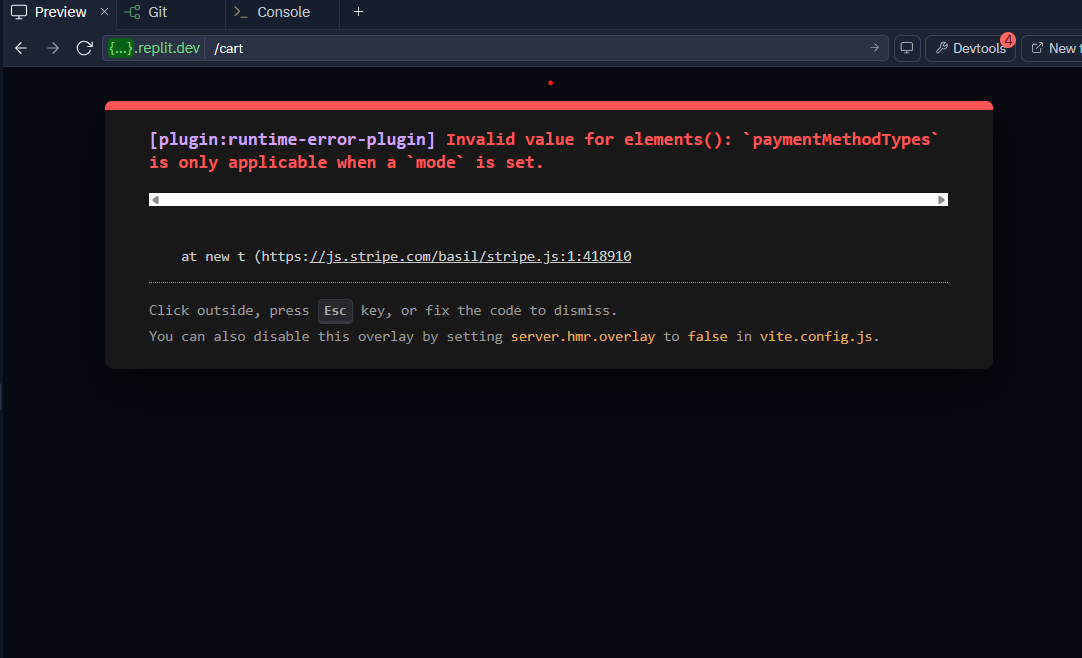 Preview × Git >_ Console +
{...}.replit.dev /cart Devtools 4 New
[plugin:runtime-error-plugin] Invalid value for elements(): `paymentMethodTypes`
is only applicable when a `mode` is set.
at new t (https://js.stripe.com/basil/stripe.js:1:418910
Click outside, press Esc key, or fix the code to dismiss.
You can also disable this overlay by setting server.hmr.overlay to false in vite.config.js.